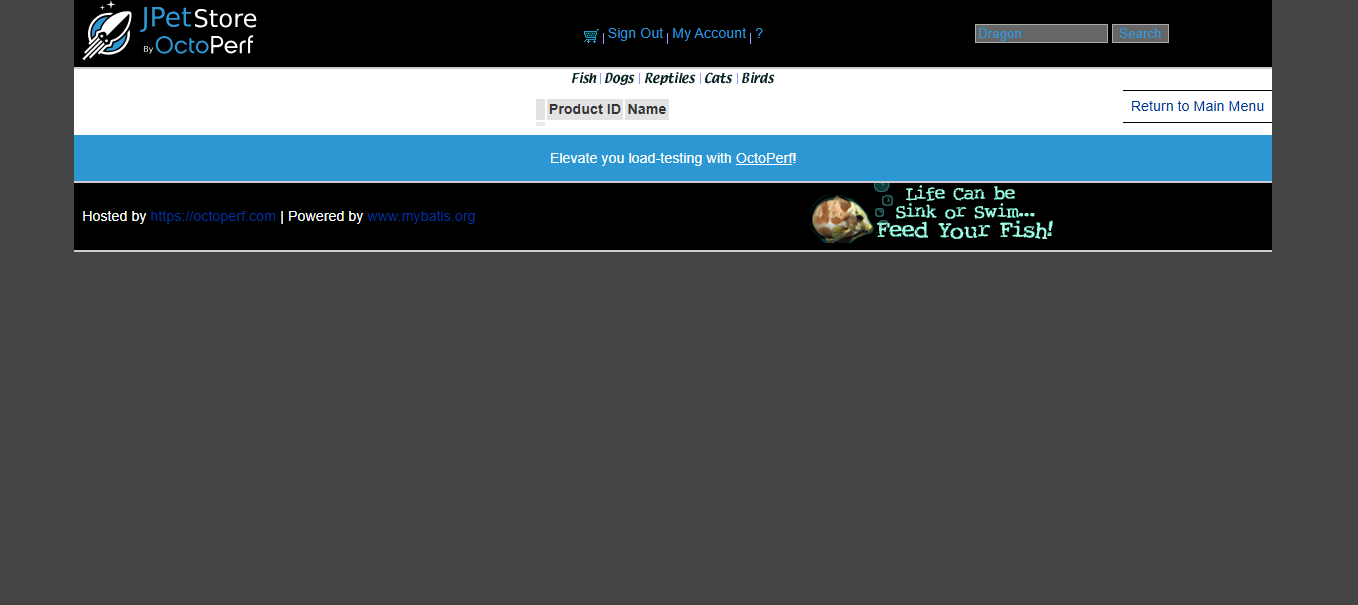 JPetStore
By OctoPerf
Sign Out | My Account | ?
Dragon Search
Fish | Dogs | Reptiles | Cats | Birds
Product ID Name
Return to Main Menu
Elevate you load-testing with OctoPerf!
Hosted by https://octoperf.com | Powered by www.mybatis.org
Life Can be
Sink or Swim...
Feed Your Fish!